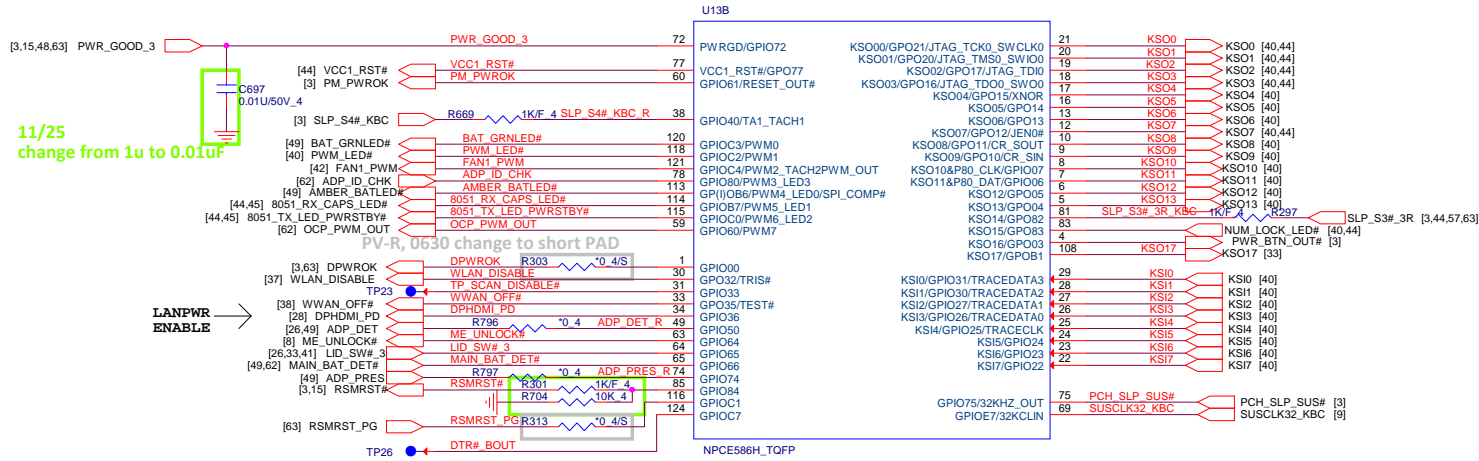 U13B
[3,15,48,63] PWR_GOOD_3
PWR_GOOD_3
72
PWRGD/GPIO72
C697
0.01U/50V_4
11/25
change from 1u to 0.01uF
[44] VCC1_RST#
VCC1_RST#
77
VCC1_RST#/GPO77
[3] PM_PWROK
PM_PWROK
60
GPIO61/RESET_OUT#
[3] SLP_S4#_KBC
R669
1K/F_4
SLP_S4#_KBC_R
38
GPIO40/TA1_TACH1
[49] BAT_GRNLED#
BAT_GRNLED#
120
GPIOC3/PWM0
[40] PWM_LED#
PWM_LED#
118
GPIOC2/PWM1
[42] FAN1_PWM
FAN1_PWM
121
GPIOC4/PWM2_TACH2PWM_OUT
[62] ADP_ID_CHK
ADP_ID_CHK
78
GPIO80/PWM3_LED3
[49] AMBER_BATLED#
AMBER_BATLED#
113
GP(I)OB6/PWM4_LED0/SPI_COMP#
[44,45] 8051_RX_CAPS_LED#
8051_RX_CAPS_LED#
114
GPIOB7/PWM5_LED1
[44,45] 8051_TX_LED_PWRSTBY#
8051_TX_LED_PWRSTBY#
115
GPIOC0/PWM6_LED2
[62] OCP_PWM_OUT
OCP_PWM_OUT
59
GPIO60/PWM7
PV-R, 0630 change to short PAD
[3,63] DPWROK
DPWROK
R303
*0_4/S
1
GPIO00
[37] WLAN_DISABLE
WLAN_DISABLE
30
GPO32/TRIS#
TP23
TP_SCAN_DISABLE#
31
GPIO33
[38] WWAN_OFF#
WWAN_OFF#
33
GPIO35/TEST#
LANPWR
ENABLE
[28] DPHDMI_PD
DPHDMI_PD
34
GPIO36
[26,49] ADP_DET
R796
*0_4
ADP_DET_R
49
GPIO50
[8] ME_UNLOCK#
ME_UNLOCK#
63
GPIO64
[26,33,41] LID_SW#_3
LID_SW#_3
64
GPIO65
[49,62] MAIN_BAT_DET#
MAIN_BAT_DET#
65
GPIO66
[49] ADP_PRES
R797
*0_4
ADP_PRES_R
74
GPIO74
[3,15] RSMRST#
RSMRST#
R301
1K/F_4
85
GPIO84
R704
10K_4
116
GPIOC1
124
GPIOC7
[63] RSMRST_PG
RSMRST_PG
R313
*0_4/S
TP26
DTR#_BOUT
NPCE586H_TQFP
KSO00/GPO21/JTAG_TCK0_SWCLK0
21
KSO0
KSO0 [40,44]
KSO01/GPIO20/JTAG_TMS0_SWIO0
20
KSO1
KSO1 [40,44]
KSO02/GPO17/JTAG_TDI0
19
KSO2
KSO2 [40,44]
KSO03/GPO16/JTAG_TDO0_SWO0
18
KSO3
KSO3 [40,44]
KSO04/GPO15/XNOR
17
KSO4
KSO4 [40]
KSO05/GPO14
16
KSO5
KSO5 [40]
KSO06/GPO13
13
KSO6
KSO6 [40]
KSO07/GPO12/JEN0#
12
KSO7
KSO7 [40,44]
KSO08/GPO11/CR_SOUT
10
KSO8
KSO8 [40]
KSO09/GPO10/CR_SIN
9
KSO9
KSO9 [40]
KSO10&P80_CLK/GPIO07
8
KSO10
KSO10 [40]
KSO11&P80_DAT/GPIO06
7
KSO11
KSO11 [40]
KSO12/GPO05
6
KSO12
KSO12 [40]
KSO13/GPO04
5
KSO13
KSO13 [40]
KSO14/GPO82
81
SLP_S3#_3R_KBC
1K/F_4
R297
SLP_S3#_3R [3,44,57,63]
KSO15/GPO83
83
NUM_LOCK_LED# [40,44]
KSO16/GPO03
4
PWR_BTN_OUT# [3]
KSO17/GPOB1
108
KSO17
KSO17 [33]
KSI0/GPIO31/TRACEDATA3
29
KSI0
KSI0 [40]
KSI1/GPIO30/TRACEDATA2
28
KSI1
KSI1 [40]
KSI2/GPIO27/TRACEDATA1
27
KSI2
KSI2 [40]
KSI3/GPIO26/TRACEDATA0
26
KSI3
KSI3 [40]
KSI4/GPIO25/TRACECLK
25
KSI4
KSI4 [40]
KSI5/GPIO24
24
KSI5
KSI5 [40]
KSI6/GPIO23
23
KSI6
KSI6 [40]
KSI7/GPIO22
22
KSI7
KSI7 [40]
GPIO75/32KHZ_OUT
75
PCH_SLP_SUS#
PCH_SLP_SUS# [3]
GPIOE7/32KCLIN
69
SUSCLK32_KBC
SUSCLK32_KBC [9]